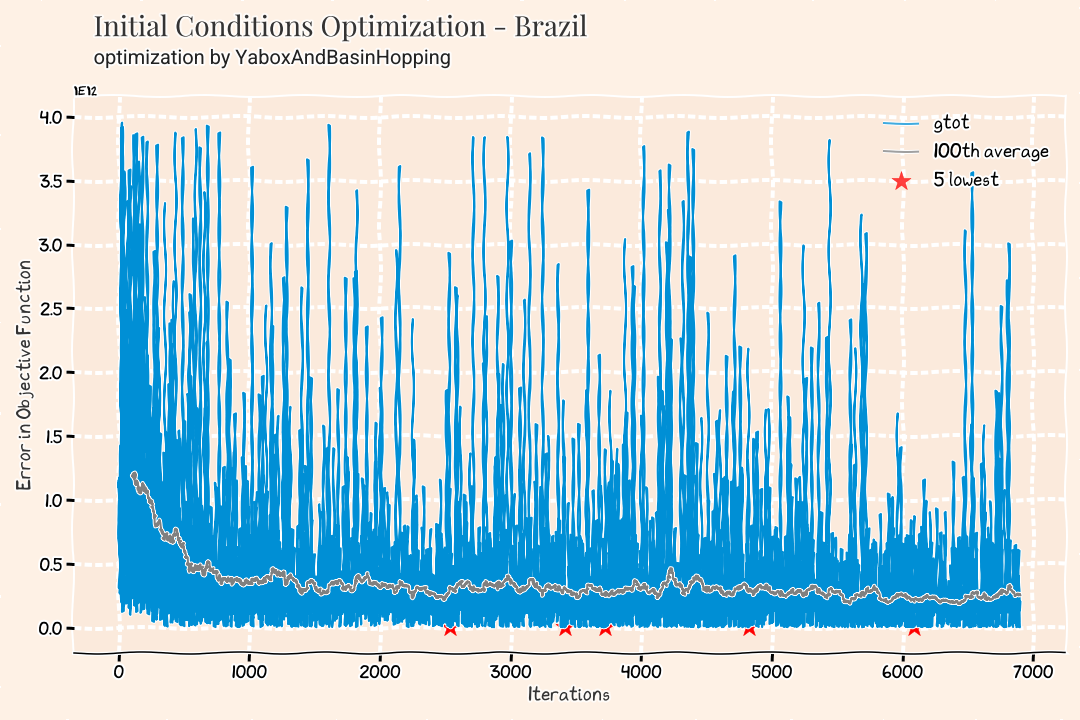 Initial Conditions Optimization - Brazil
optimization by YaboxAndBasinHopping
1E12
4.0
3.5
3.0
2.5
2.0
1.5
1.0
0.5
0.0
Error in Objective Function
gtot
100th average
5 lowest
0 1000 2000 3000 4000 5000 6000 7000
Iterations